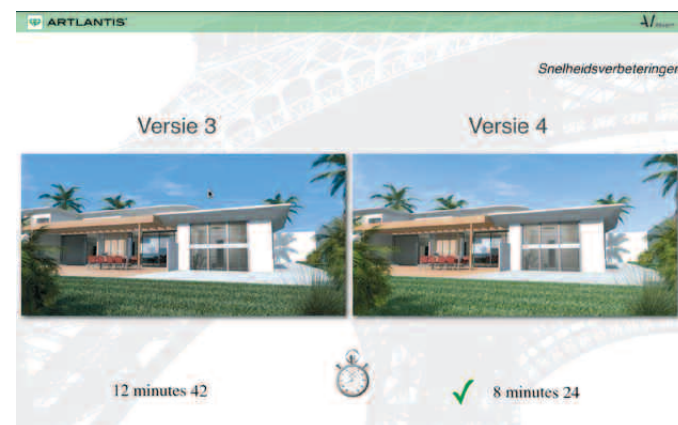 ARTLANTIS
Snelheidsverbeteringen
Versie 3
Versie 4
12 minutes 42
8 minutes 24